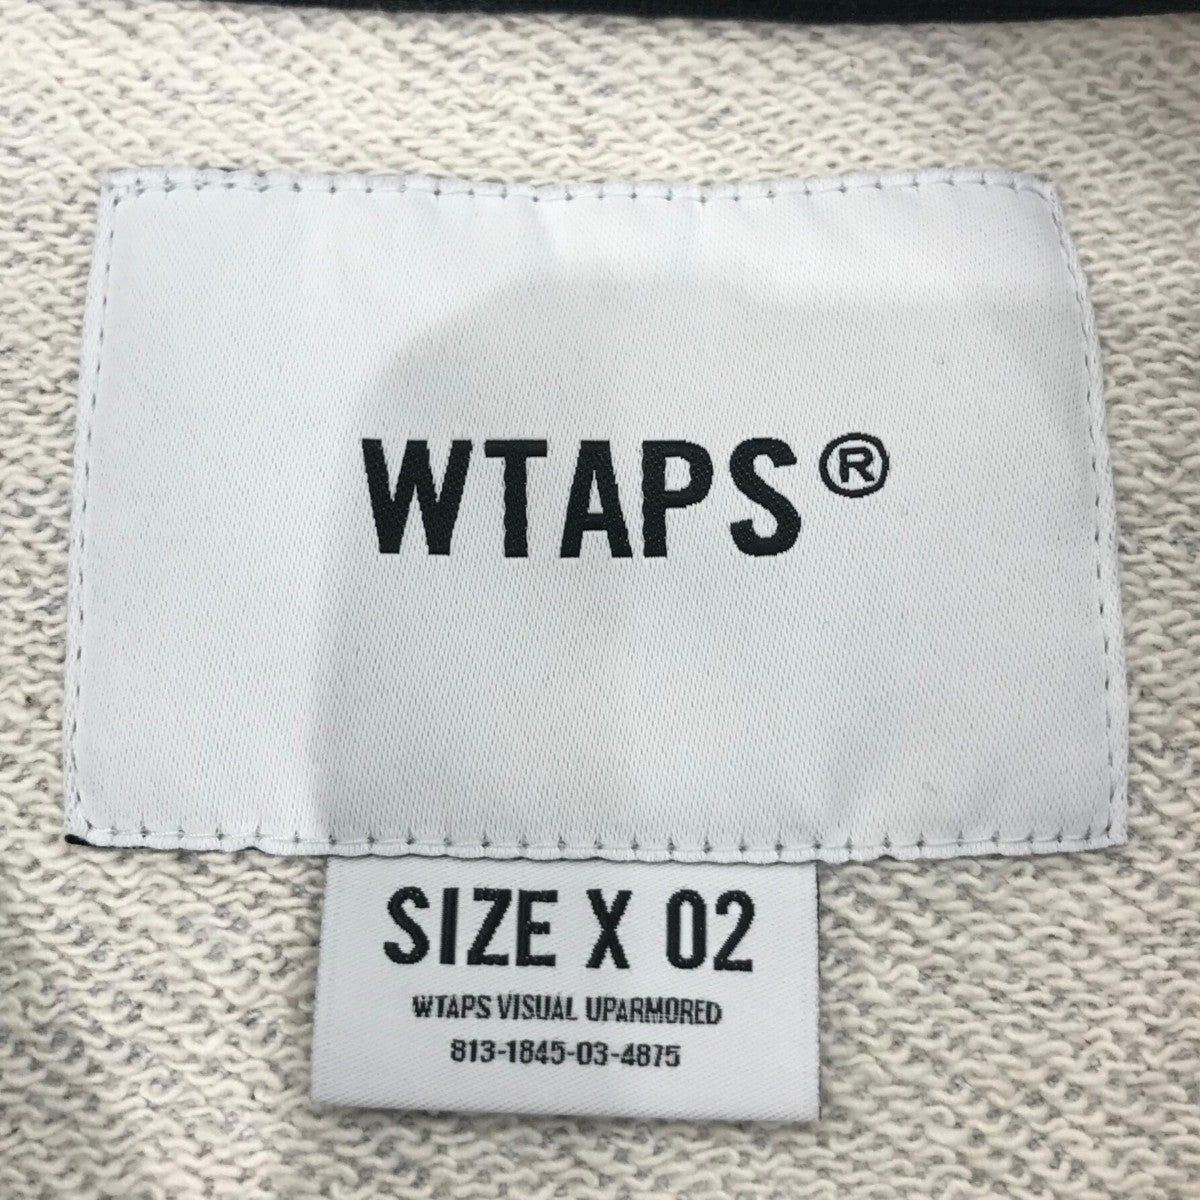 WTAPS®
SIZE X 02
WTAPS VISUAL UPARMORED
813-1845-03-4875